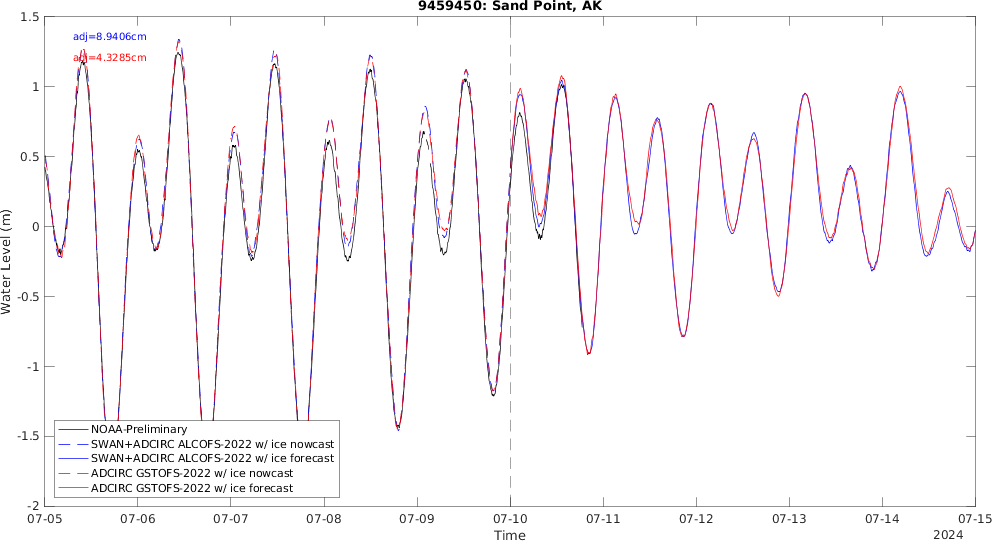 9459450: Sand Point, AK
adj=8.9406cm
adj=4.3285cm
Water Level (m)
1.5
1
0.5
0
-0.5
-1
-1.5
-2
NOAA-Preliminary
SWAN+ADCIRC ALCOFS-2022 w/ ice nowcast
SWAN+ADCIRC ALCOFS-2022 w/ ice forecast
ADCIRC GSTOFS-2022 w/ ice nowcast
ADCIRC GSTOFS-2022 w/ ice forecast
07-05 07-06 07-07 07-08 07-09 07-10 07-11 07-12 07-13 07-14 07-15
Time
2024